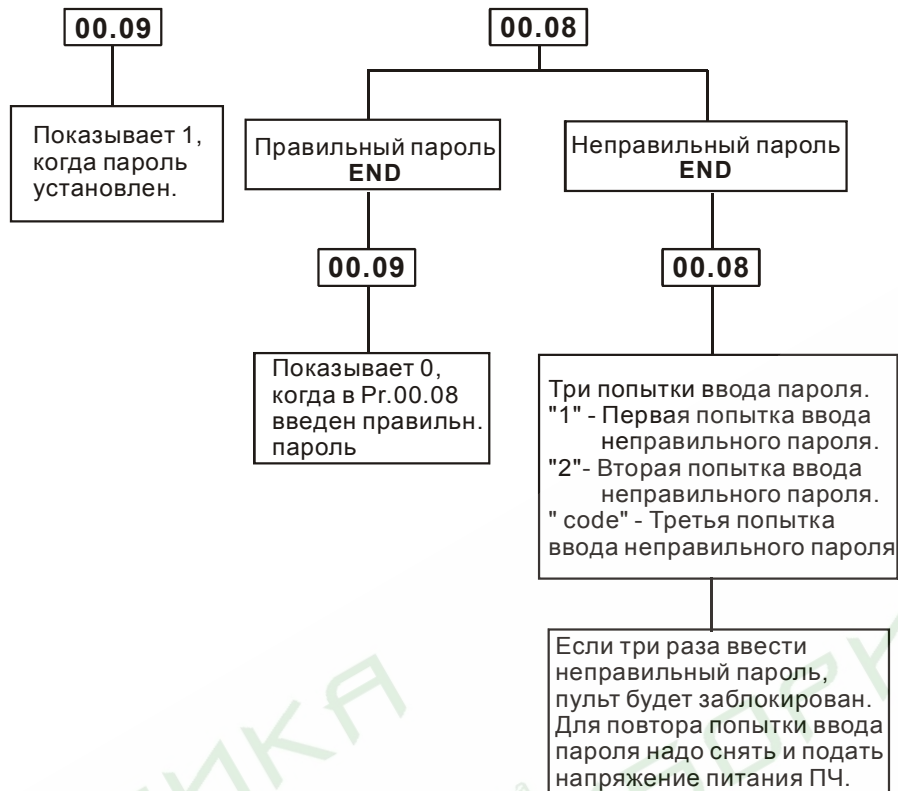 00.09
Показывает 1,
когда пароль
установлен.
00.08
Правильный пароль
END
00.09
Показывает 0,
когда в Pr.00.08
введен правильн.
пароль
Неправильный пароль
END
00.08
Три попытки ввода пароля.
"1" - Первая попытка ввода
неправильного пароля.
"2"- Вторая попытка ввода
неправильного пароля.
" code" - Третья попытка
ввода неправильного пароля
Если три раза ввести
неправильный пароль,
пульт будет заблокирован.
Для повтора попытки ввода
пароля надо снять и подать
напряжение питания ПЧ.